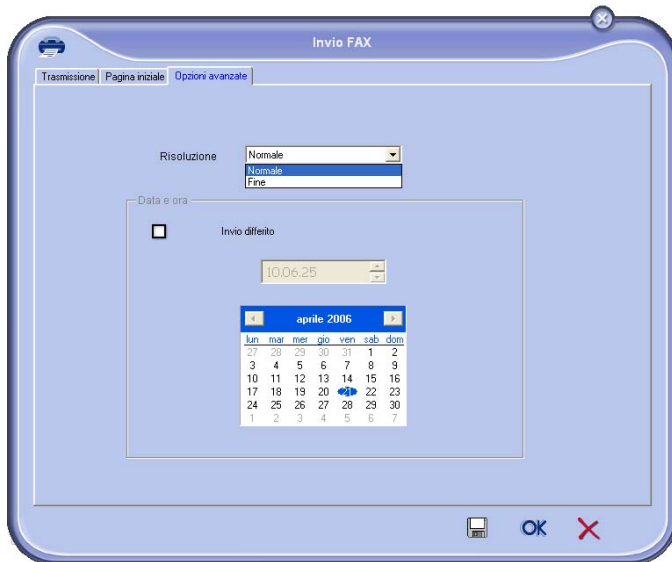 Invio FAX
Trasmissione Pagina iniziale Opzioni avanzate
Risoluzione Normale
Normale
Fine
Data e ora
Invio differito
10.06.25
aprile 2006
lun mar mer gio ven sab dom
27 28 29 30 31 1 2
3 4 5 6 7 8 9
10 11 12 13 14 15 16
17 18 19 20 21 22 23
24 25 26 27 28 29 30
1 2 3 4 5 6 7
OK